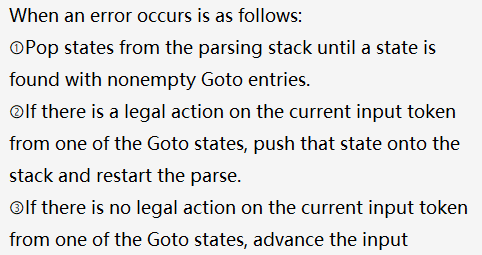 When an error occurs is as follows:
①Pop states from the parsing stack until a state is
found with nonempty Goto entries.
②If there is a legal action on the current input token
from one of the Goto states, push that state onto the
stack and restart the parse.
③If there is no legal action on the current input token
from one of the Goto states, advance the input